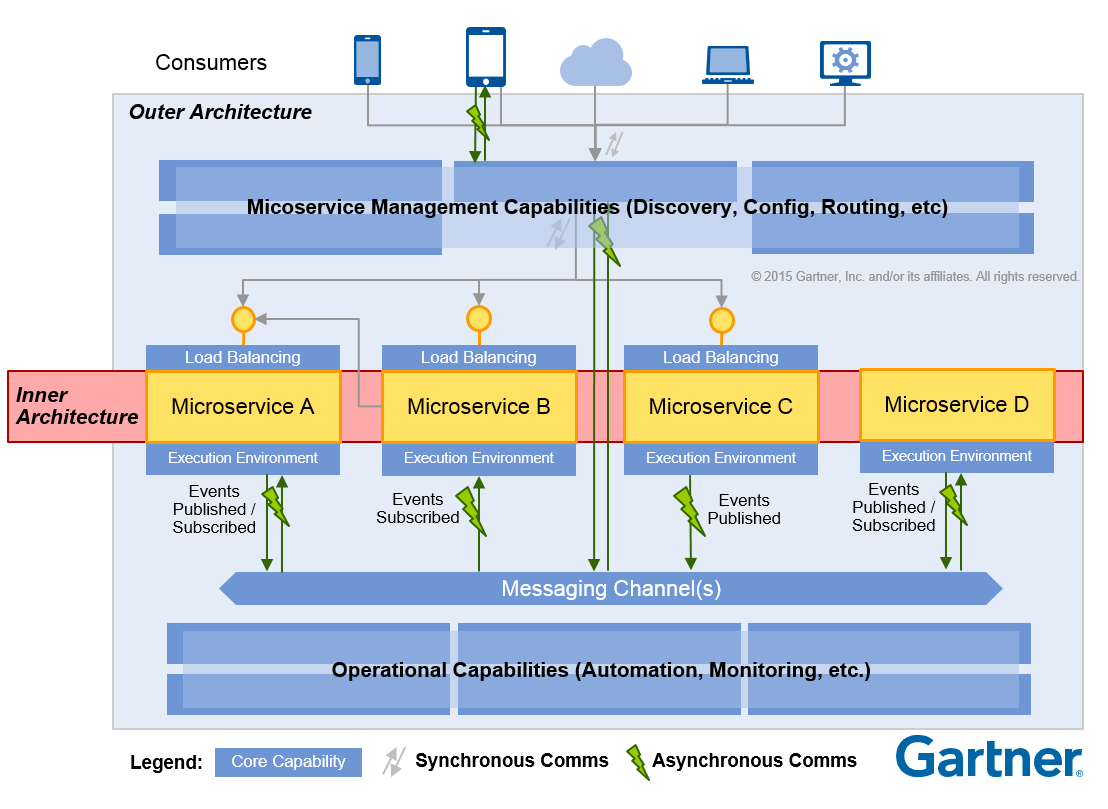 Consumers
Outer Architecture
Micoservice Management Capabilities (Discovery, Config, Routing, etc)
© 2015 Gartner, Inc. and/or its affiliates. All rights reserved.
Load Balancing
Load Balancing
Load Balancing
Inner
Architecture
Microservice A
Microservice B
Microservice C
Microservice D
Execution Environment
Execution Environment
Execution Environment
Execution Environment
Events
Published /
Subscribed
Events
Subscribed
Events
Published
Events
Published /
Subscribed
Messaging Channel(s)
Operational Capabilities (Automation, Monitoring, etc.)
Legend:
Core Capability
Synchronous Comms
Asynchronous Comms
Gartner®